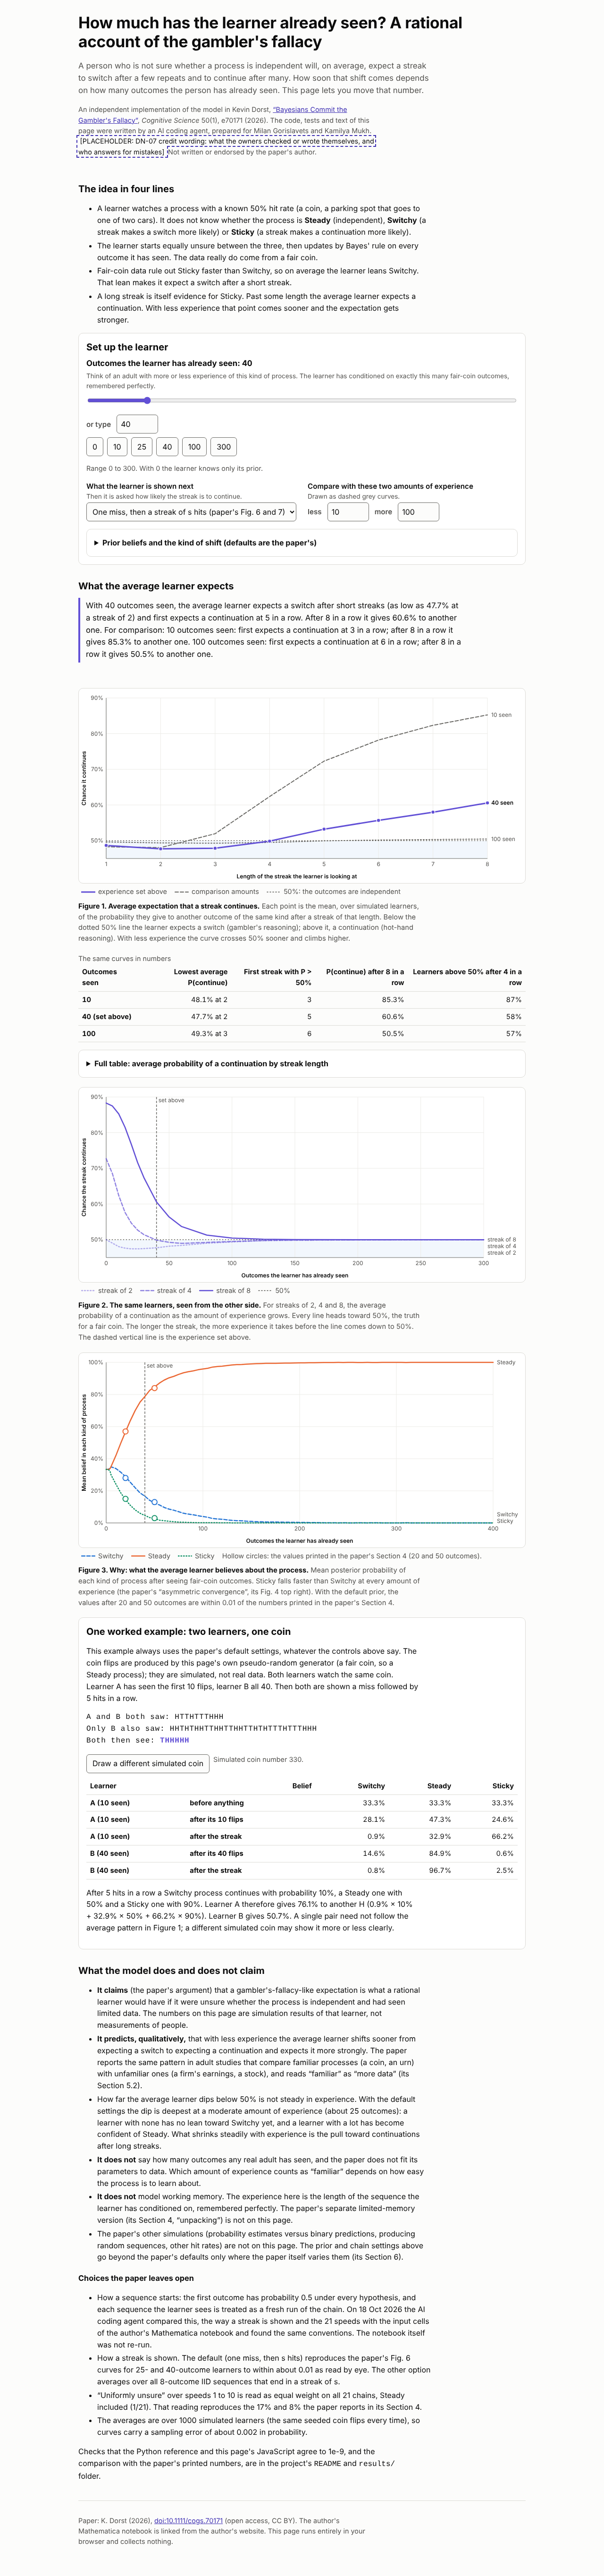 How much has the learner already seen? A rational
account of the gambler's fallacy
A person who is not sure whether a process is independent will, on average, expect a streak
to switch after a few repeats and to continue after many. How soon that shift comes depends
on how many outcomes the person has already seen. This page lets you move that number.
An independent implementation of the model in Kevin Dorst, “Bayesians Commit the
Gambler's Fallacy”, Cognitive Science 50(1), e70171 (2026). The code, tests and text of this
page were written by an AI coding agent, prepared for Milan Gorislavets and Kamilya Mukh.
[PLACEHOLDER: DN-07 credit wording: what the owners checked or wrote themselves, and
who answers for mistakes] Not written or endorsed by the paper's author.
The idea in four lines
• A learner watches a process with a known 50% hit rate (a coin, a parking spot that goes to
one of two cars). It does not know whether the process is Steady (independent), Switchy (a
streak makes a switch more likely) or Sticky (a streak makes a continuation more likely).
• The learner starts equally unsure between the three, then updates by Bayes' rule on every
outcome it has seen. The data really do come from a fair coin.
• Fair-coin data rule out Sticky faster than Switchy, so on average the learner leans Switchy.
That lean makes it expect a switch after a short streak.
• A long streak is itself evidence for Sticky. Past some length the average learner expects a
continuation. With less experience that point comes sooner and the expectation gets
stronger.
Set up the learner
Outcomes the learner has already seen: 40
Think of an adult with more or less experience of this kind of process. The learner has conditioned on exactly this many fair-coin outcomes,
remembered perfectly.
or type 40
0 10 25 40 100 300
Range 0 to 300. With 0 the learner knows only its prior.
What the learner is shown next
Then it is asked how likely the streak is to continue.
One miss, then a streak of s hits (paper's Fig. 6 and 7)
Compare with these two amounts of experience
Drawn as dashed grey curves.
less 10 more 100
▶ Prior beliefs and the kind of shift (defaults are the paper's)
What the average learner expects
With 40 outcomes seen, the average learner expects a switch after short streaks (as low as 47.7% at
a streak of 2) and first expects a continuation at 5 in a row. After 8 in a row it gives 60.6% to another
one. For comparison: 10 outcomes seen: first expects a continuation at 3 in a row; after 8 in a row it
gives 85.3% to another one. 100 outcomes seen: first expects a continuation at 6 in a row; after 8 in a
row it gives 50.5% to another one.
90%
80%
70%
60%
50%
Chance it continues
10 seen
40 seen
100 seen
1 2 3 4 5 6 7 8
Length of the streak the learner is looking at
experience set above comparison amounts 50%: the outcomes are independent
Figure 1. Average expectation that a streak continues. Each point is the mean, over simulated learners,
of the probability they give to another outcome of the same kind after a streak of that length. Below the
dotted 50% line the learner expects a switch (gambler's reasoning); above it, a continuation (hot-hand
reasoning). With less experience the curve crosses 50% sooner and climbs higher.
The same curves in numbers
Outcomes seen Lowest average P(continue) First streak with P > 50% P(continue) after 8 in a row Learners above 50% after 4 in a row
10 48.1% at 2 3 85.3% 87%
40 (set above) 47.7% at 2 5 60.6% 58%
100 49.3% at 3 6 50.5% 57%
▶ Full table: average probability of a continuation by streak length
90%
80%
70%
60%
50%
Chance the streak continues
set above
streak of 8
streak of 4
streak of 2
0 50 100 150 200 250 300
Outcomes the learner has already seen
streak of 2 streak of 4 streak of 8 50%
Figure 2. The same learners, seen from the other side. For streaks of 2, 4 and 8, the average
probability of a continuation as the amount of experience grows. Every line heads toward 50%, the truth
for a fair coin. The longer the streak, the more experience it takes before the line comes down to 50%.
The dashed vertical line is the experience set above.
100%
80%
60%
40%
20%
0%
Mean belief in each kind of process
set above
Steady
Switchy
Sticky
0 100 200 300 400
Outcomes the learner has already seen
Switchy Steady Sticky Hollow circles: the values printed in the paper's Section 4 (20 and 50 outcomes).
Figure 3. Why: what the average learner believes about the process. Mean posterior probability of
each kind of process after seeing fair-coin outcomes. Sticky falls faster than Switchy at every amount of
experience (the paper's “asymmetric convergence”, its Fig. 4 top right). With the default prior, the
values after 20 and 50 outcomes are within 0.01 of the numbers printed in the paper's Section 4.
One worked example: two learners, one coin
This example always uses the paper's default settings, whatever the controls above say. The
coin flips are produced by this page's own pseudo-random generator (a fair coin, so a
Steady process); they are simulated, not real data. Both learners watch the same coin.
Learner A has seen the first 10 flips, learner B all 40. Then both are shown a miss followed by
5 hits in a row.
A and B both saw: HTTHTTTHHH
Only B also saw: HHTHTHHTTHHTTHHTTHTHTTTHTTTHHH
Both then see: THHHHH
Draw a different simulated coin Simulated coin number 330.
Learner Belief Switchy Steady Sticky
A (10 seen) before anything 33.3% 33.3% 33.3%
A (10 seen) after its 10 flips 28.1% 47.3% 24.6%
A (10 seen) after the streak 0.9% 32.9% 66.2%
B (40 seen) after its 40 flips 14.6% 84.9% 0.6%
B (40 seen) after the streak 0.8% 96.7% 2.5%
After 5 hits in a row a Switchy process continues with probability 10%, a Steady one with
50% and a Sticky one with 90%. Learner A therefore gives 76.1% to another H (0.9% × 10%
+ 32.9% × 50% + 66.2% × 90%). Learner B gives 50.7%. A single pair need not follow the
average pattern in Figure 1; a different simulated coin may show it more or less clearly.
What the model does and does not claim
• It claims (the paper's argument) that a gambler's-fallacy-like expectation is what a rational
learner would have if it were unsure whether the process is independent and had seen
limited data. The numbers on this page are simulation results of that learner, not
measurements of people.
• It predicts, qualitatively, that with less experience the average learner shifts sooner from
expecting a switch to expecting a continuation and expects it more strongly. The paper
reports the same pattern in adult studies that compare familiar processes (a coin, an urn)
with unfamiliar ones (a firm's earnings, a stock), and reads “familiar” as “more data” (its
Section 5.2).
• How far the average learner dips below 50% is not steady in experience. With the default
settings the dip is deepest at a moderate amount of experience (about 25 outcomes): a
learner with none has no lean toward Switchy yet, and a learner with a lot has become
confident of Steady. What shrinks steadily with experience is the pull toward continuations
after long streaks.
• It does not say how many outcomes any real adult has seen, and the paper does not fit its
parameters to data. Which amount of experience counts as “familiar” depends on how easy
the process is to learn about.
• It does not model working memory. The experience here is the length of the sequence the
learner has conditioned on, remembered perfectly. The paper's separate limited-memory
version (its Section 4, “unpacking”) is not on this page.
• The paper's other simulations (probability estimates versus binary predictions, producing
random sequences, other hit rates) are not on this page. The prior and chain settings above
go beyond the paper's defaults only where the paper itself varies them (its Section 6).
Choices the paper leaves open
• How a sequence starts: the first outcome has probability 0.5 under every hypothesis, and
each sequence the learner sees is treated as a fresh run of the chain. On 18 Oct 2026 the AI
coding agent compared this, the way a streak is shown and the 21 speeds with the input cells
of the author's Mathematica notebook and found the same conventions. The notebook itself
was not re-run.
• How a streak is shown. The default (one miss, then s hits) reproduces the paper's Fig. 6
curves for 25- and 40-outcome learners to within about 0.01 as read by eye. The other option
averages over all 8-outcome IID sequences that end in a streak of s.
• “Uniformly unsure” over speeds 1 to 10 is read as equal weight on all 21 chains, Steady
included (1/21). That reading reproduces the 17% and 8% the paper reports in its Section 4.
• The averages are over 1000 simulated learners (the same seeded coin flips every time), so
curves carry a sampling error of about 0.002 in probability.
Checks that the Python reference and this page's JavaScript agree to 1e-9, and the
comparison with the paper's printed numbers, are in the project's README and results/
folder.
Paper: K. Dorst (2026), doi:10.1111/cogs.70171 (open access, CC BY). The author's
Mathematica notebook is linked from the author's website. This page runs entirely in your
browser and collects nothing.